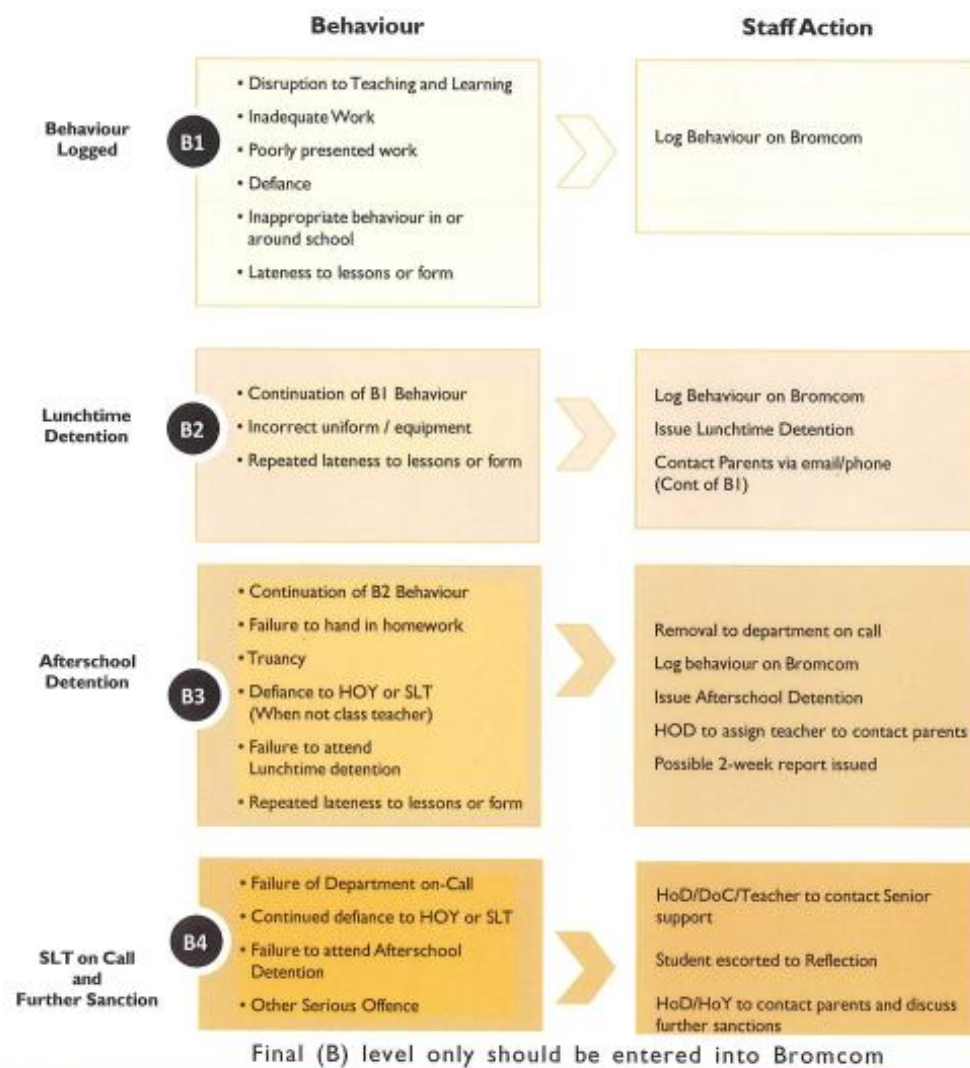 Behaviour
Staff Action
Behaviour
Logged
B1
• Disruption to Teaching and Learning
• Inadequate Work
• Poorly presented work
• Defiance
• Inappropriate behaviour in or
around school
• Lateness to lessons or form
Log Behaviour on Bromcom
Lunchtime
Detention
B2
• Continuation of B1 Behaviour
• Incorrect uniform / equipment
• Repeated lateness to lessons or form
Log Behaviour on Bromcom
Issue Lunchtime Detention
Contact Parents via email/phone
(Cont of B1)
Afterschool
Detention
B3
• Continuation of B2 Behaviour
• Failure to hand in homework
• Truancy
• Defiance to HOY or SLT
(When not class teacher)
• Failure to attend
Lunchtime detention
• Repeated lateness to lessons or form
Removal to department on call
Log behaviour on Bromcom
Issue Afterschool Detention
HOD to assign teacher to contact parents
Possible 2-week report issued
SLT on Call
and
Further Sanction
B4
• Failure of Department on-Call
• Continued defiance to HOY or SLT
• Failure to attend Afterschool
Detention
• Other Serious Offence
HoD/DoC/Teacher to contact Senior
support
Student escorted to Reflection
HoD/HoY to contact parents and discuss
further sanctions
Final (B) level only should be entered into Bromcom